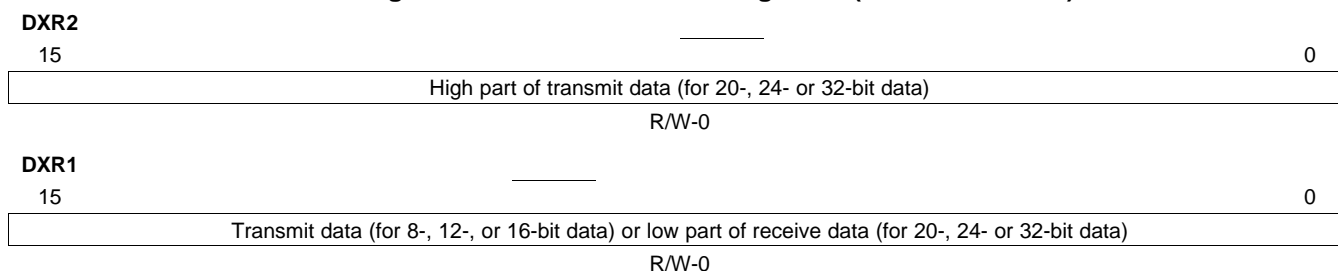 DXR2
15 0
High part of transmit data (for 20-, 24- or 32-bit data)
R/W-0
DXR1
15 0
Transmit data (for 8-, 12-, or 16-bit data) or low part of receive data (for 20-, 24- or 32-bit data)
R/W-0